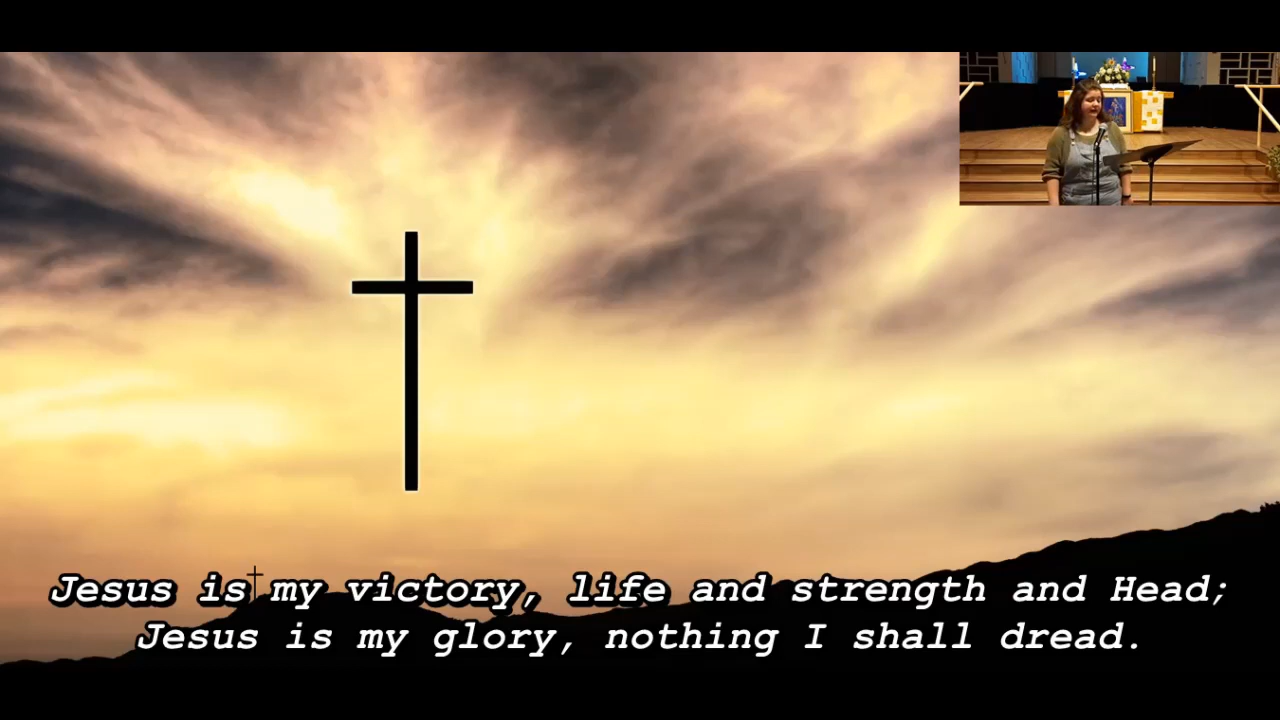 Jesus is my victory, life and strength and Head;
Jesus is my glory, nothing I shall dread.